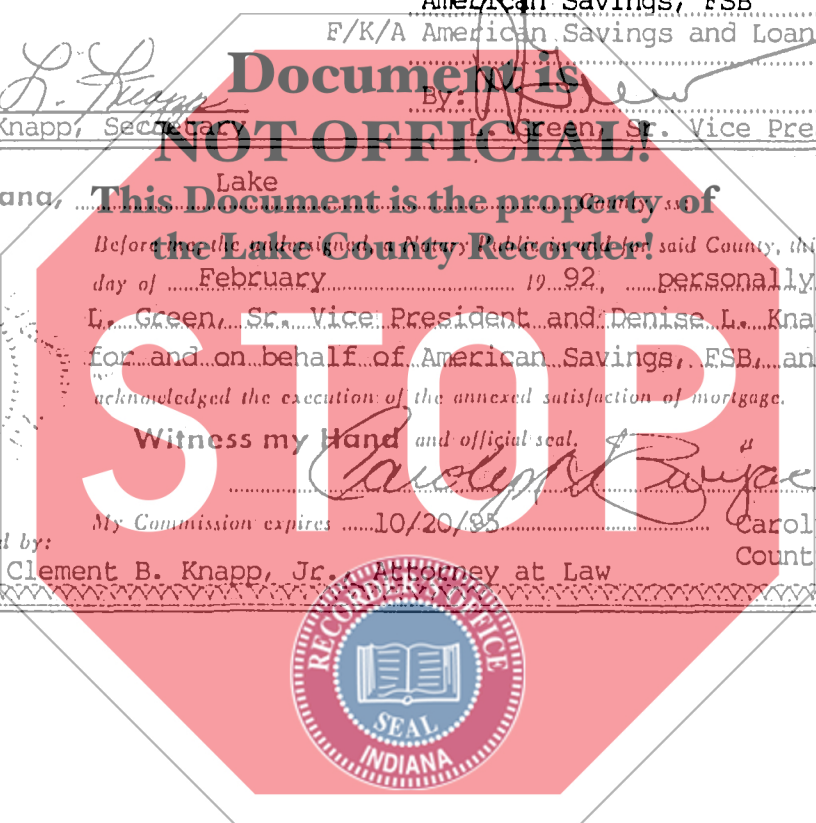 American Savings, FSB
F/K/A American Savings and Loan
Document is
L. Knapp
By:
Knapp, Secretary
L. Green, Sr. Vice Pre
NOT OFFICIAL!
ana, Lake County, ss:
This Document is the property of
the Lake County Recorder!
Before me, the undersigned, a Notary Public in and for said County, thi
day of February 19 92, personally
L. Green, Sr. Vice President and Denise L. Kna
for and on behalf of American Savings, FSB, an
STOP
acknowledged the execution of the annexed satisfaction of mortgage.
Witness my Hand and official seal.
My Commission expires 10/20/95
Carol
d by:
Count
Clement B. Knapp, Jr., Attorney at Law
RECORDER'S OFFICE
SEAL
INDIANA